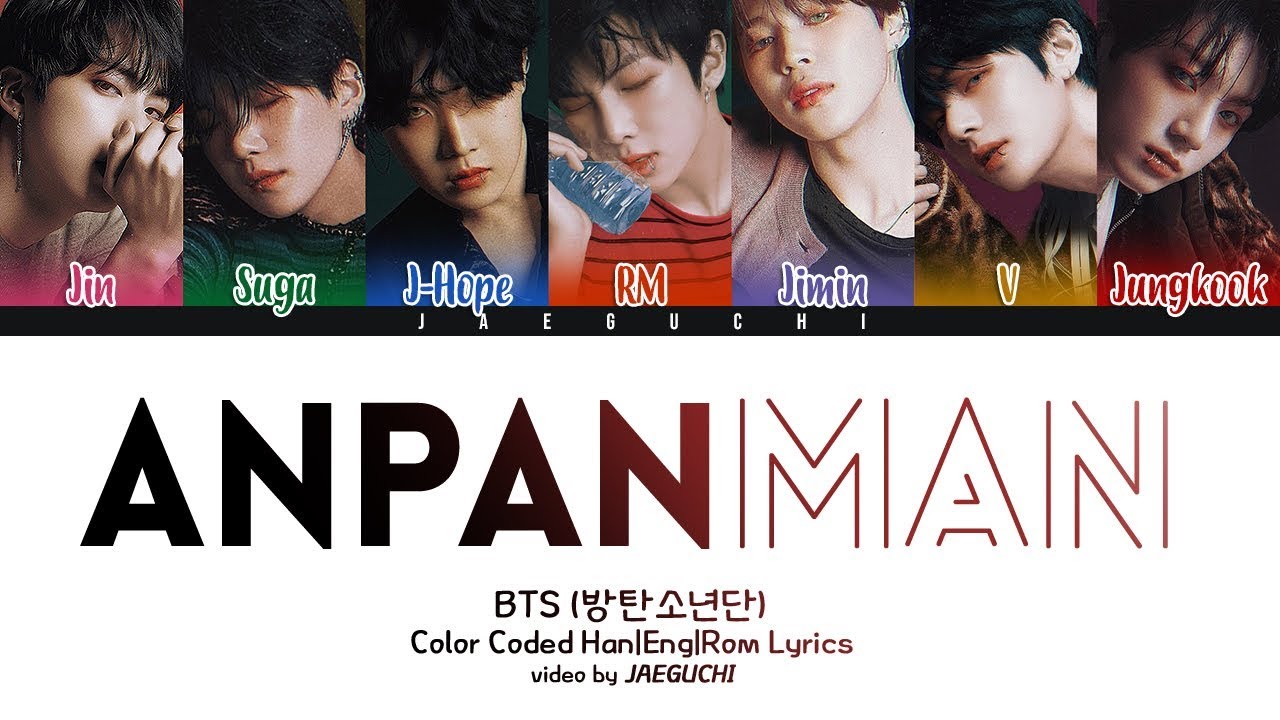 Jin Suga J-Hope RM Jimin V Jungkook
JAEGUCHI
ANPANMAN
BTS (방탄소년단)
Color Coded Han|Eng|Rom Lyrics
video by JAEGUCHI